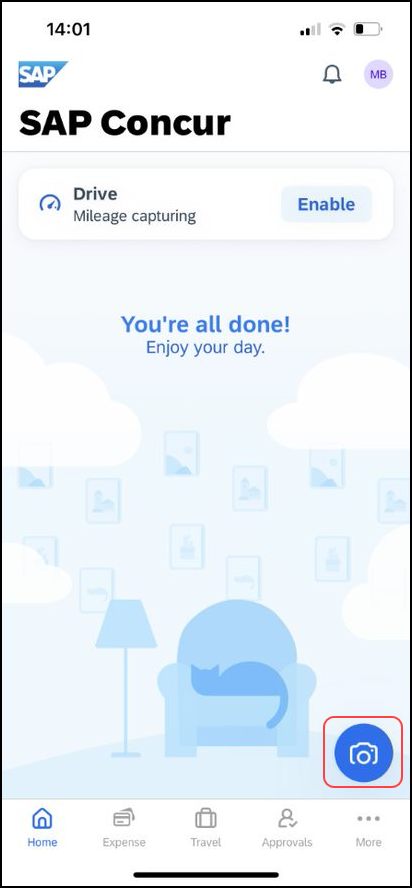 14:01
SAP
MB
SAP Concur
Drive
Mileage capturing
Enable
You're all done!
Enjoy your day.
Home
Expense
Travel
Approvals
More